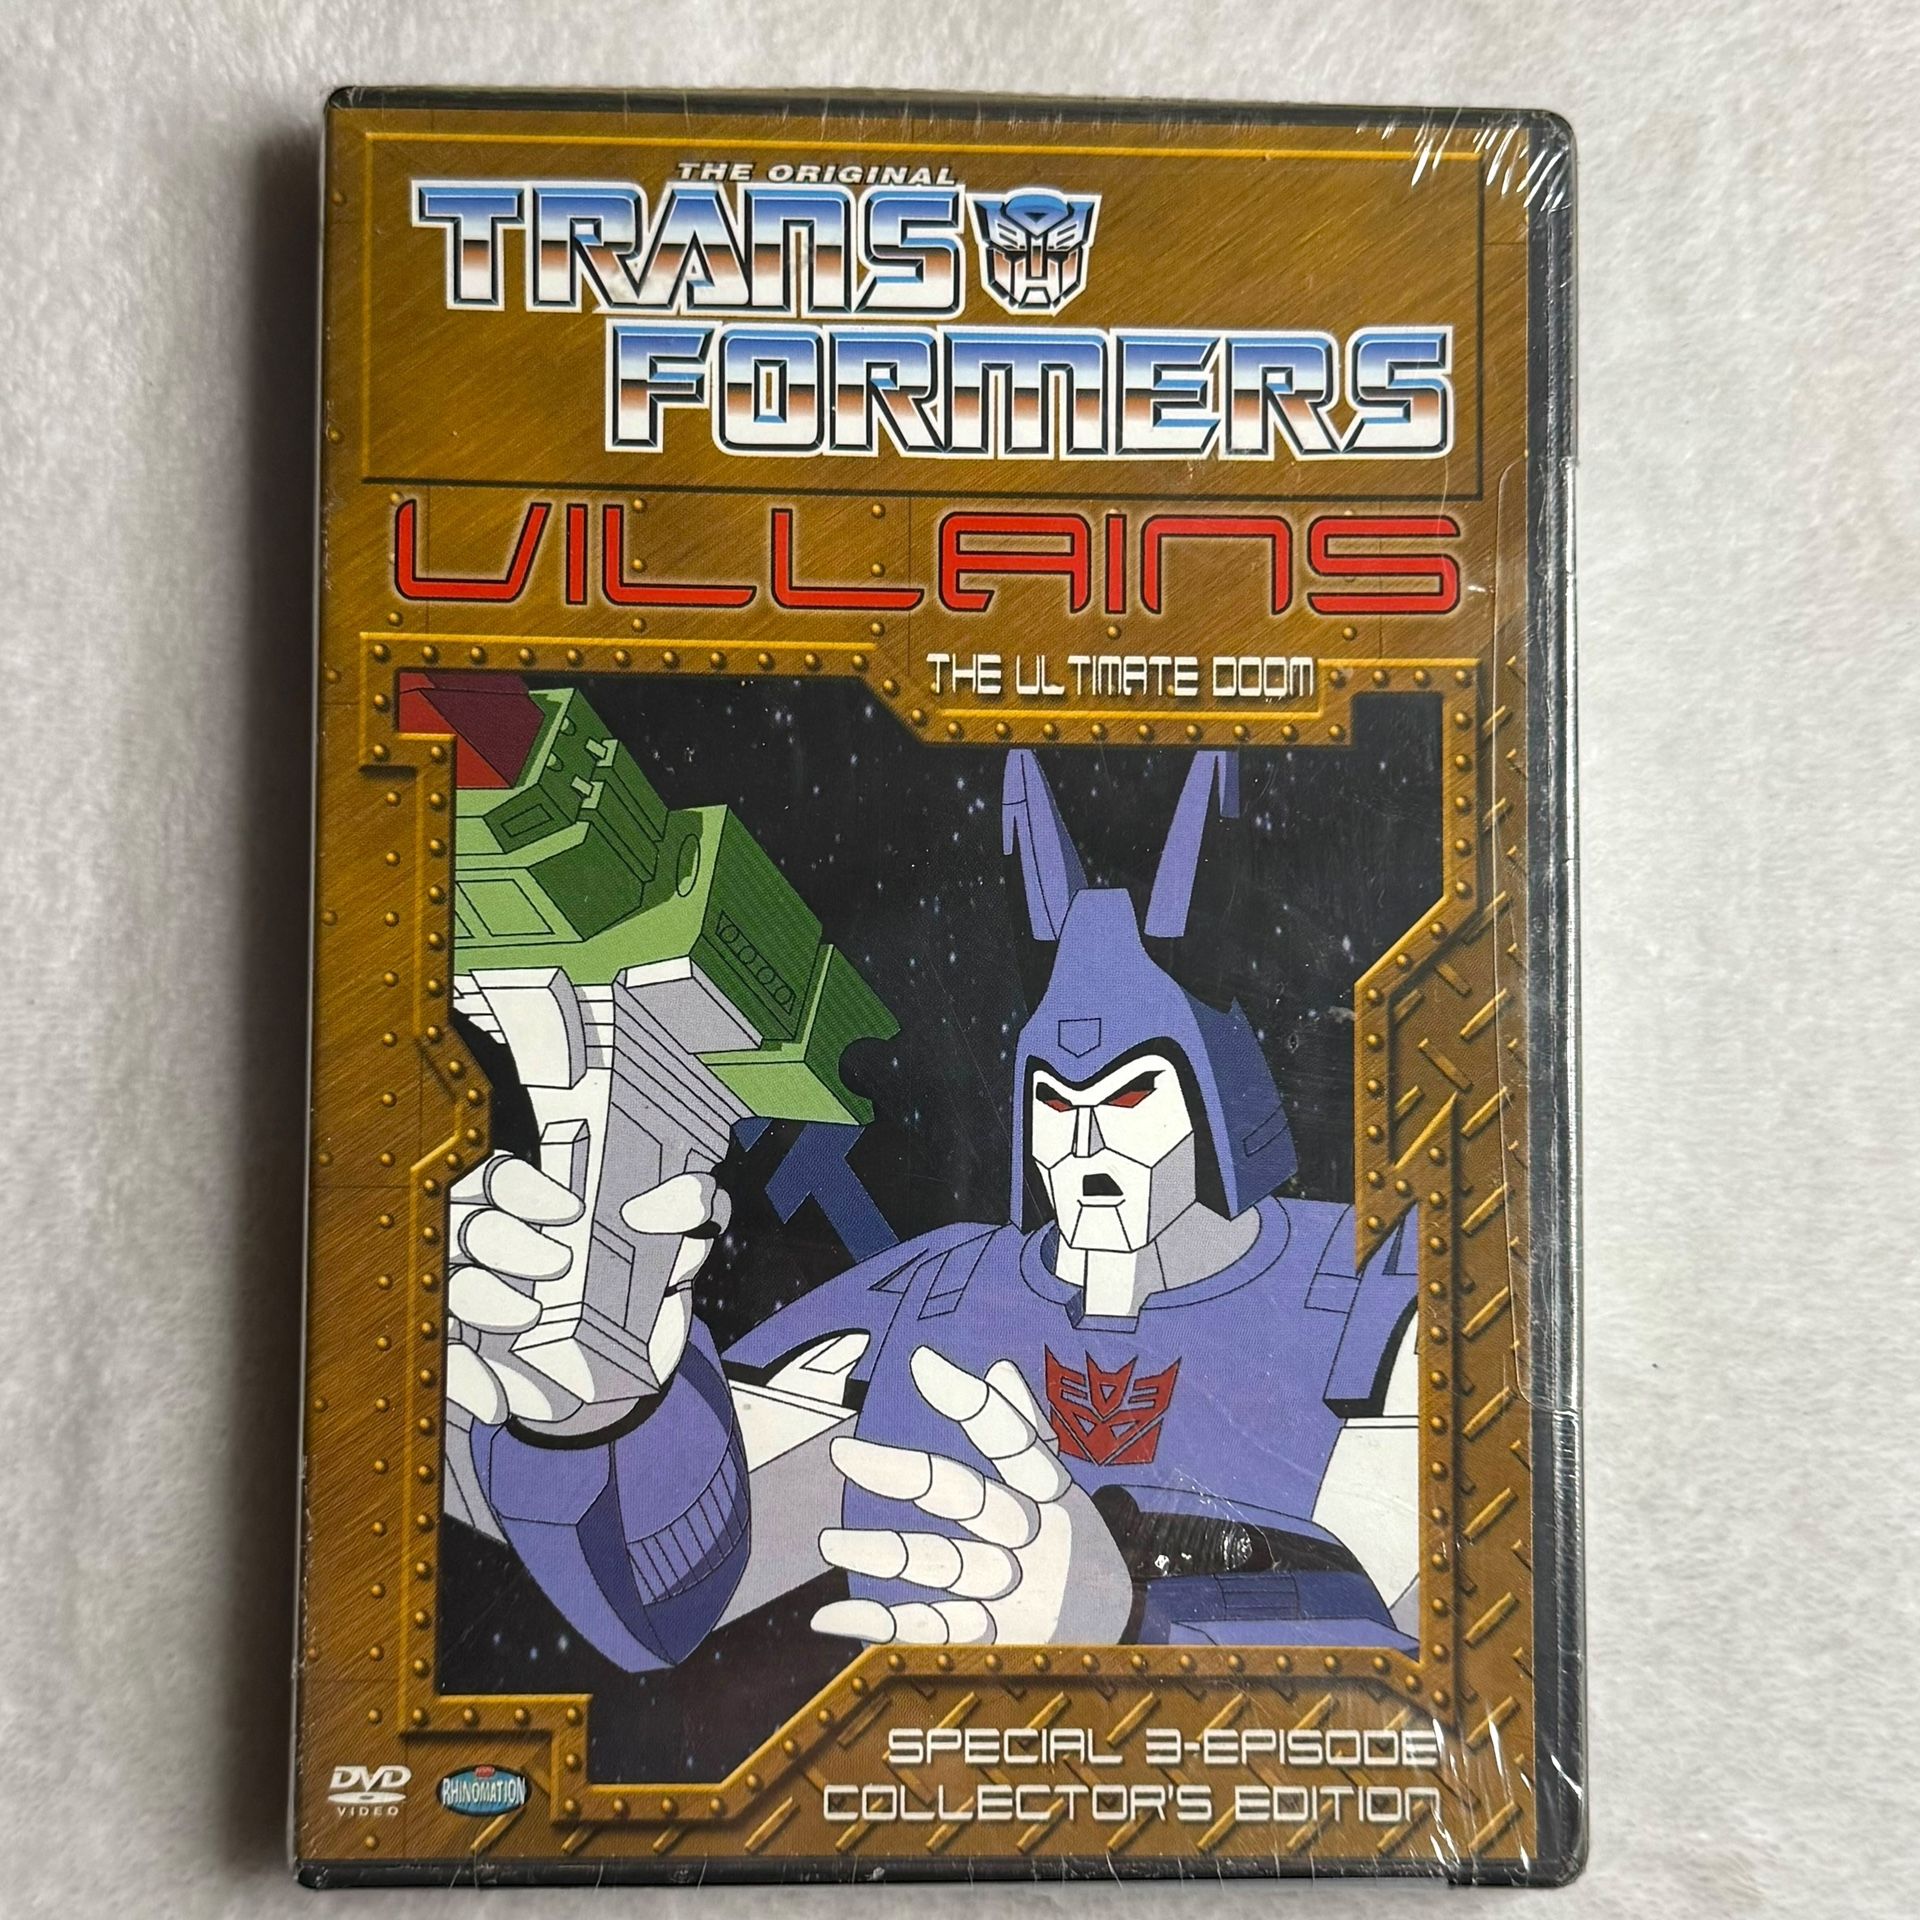 THE ORIGINAL
TRANS
FORMERS
VILLAINS
THE ULTIMATE DOOM
SPECIAL 3-EPISODE
COLLECTOR'S EDITION
DVD
VIDEO
RHINOMATION